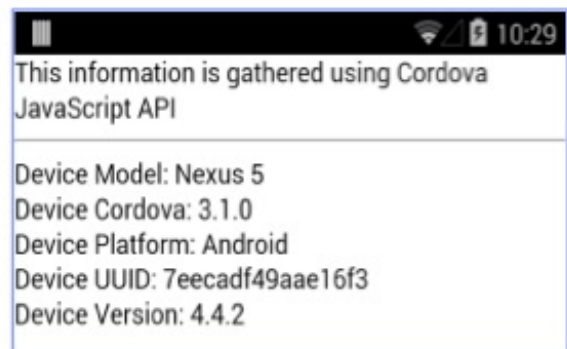 10:29
This information is gathered using Cordova
JavaScript API
Device Model: Nexus 5
Device Cordova: 3.1.0
Device Platform: Android
Device UUID: 7eecadf49aae16f3
Device Version: 4.4.2